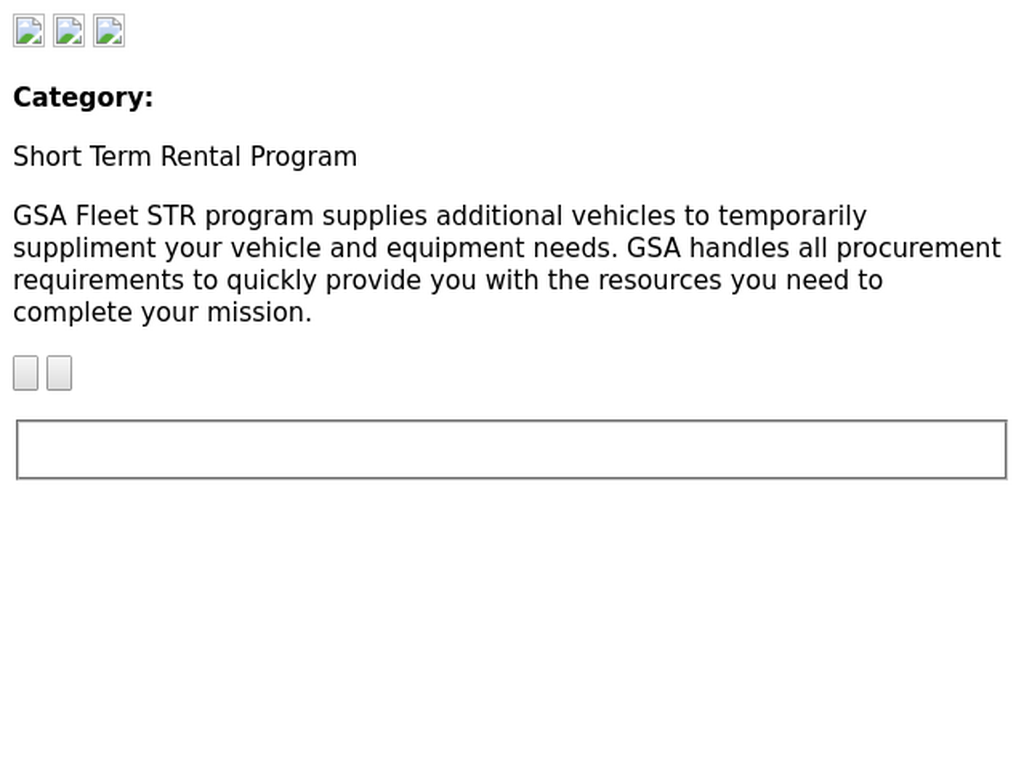 Category:
Short Term Rental Program
GSA Fleet STR program supplies additional vehicles to temporarily
suppliment your vehicle and equipment needs. GSA handles all procurement
requirements to quickly provide you with the resources you need to
complete your mission.